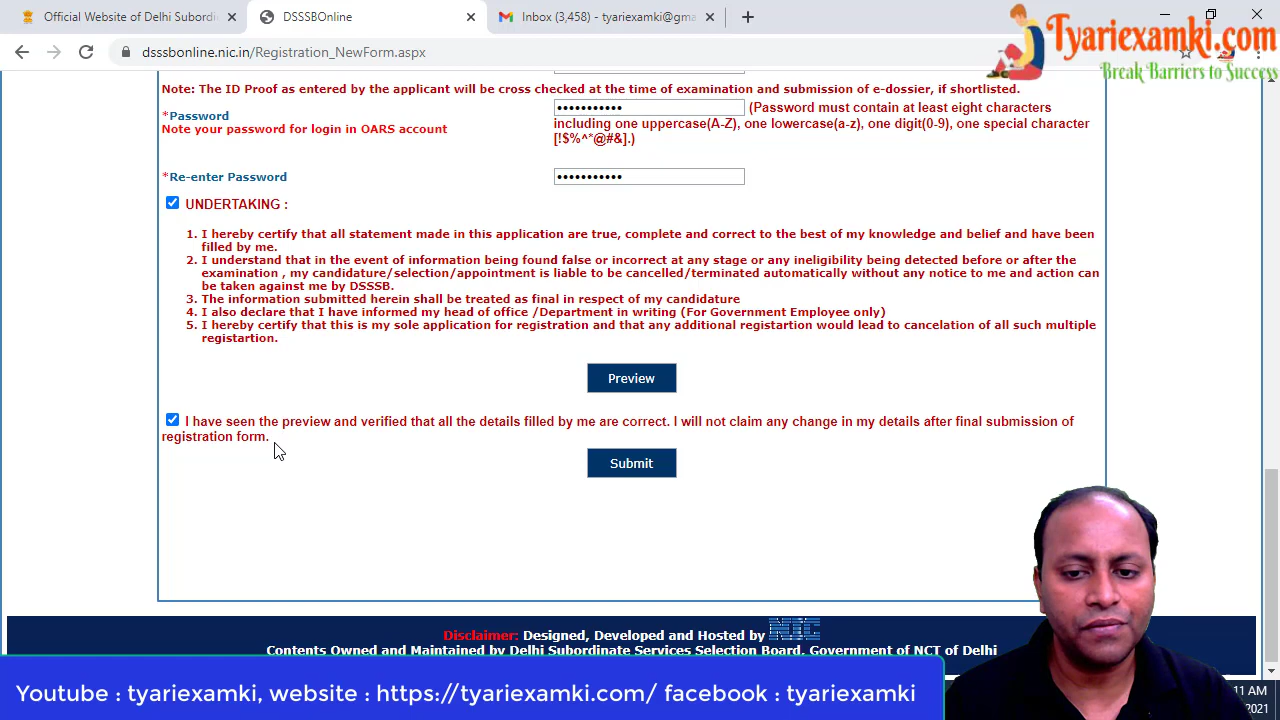 Official Website of Delhi Subordi
DSSSBOnline
Inbox (3,458) - tyariexamki@gma
dsssbonline.nic.in/Registration_NewForm.aspx
Tyariexamki.com
Break Barriers to Success
Note: The ID Proof as entered by the applicant will be cross checked at the time of examination and submission of e-dossier, if shortlisted.
*Password
Note your password for login in OARS account
••••••••••• (Password must contain at least eight characters
including one uppercase(A-Z), one lowercase(a-z), one digit(0-9), one special character
[!$%^*@#&].)
*Re-enter Password •••••••••••
UNDERTAKING :
1. I hereby certify that all statement made in this application are true, complete and correct to the best of my knowledge and belief and have been
filled by me.
2. I understand that in the event of information being found false or incorrect at any stage or any ineligibility being detected before or after the
examination , my candidature/selection/appointment is liable to be cancelled/terminated automatically without any notice to me and action can
be taken against me by DSSSB.
3. The information submitted herein shall be treated as final in respect of my candidature
4. I also declare that I have informed my head of office /Department in writing (For Government Employee only)
5. I hereby certify that this is my sole application for registration and that any additional registartion would lead to cancelation of all such multiple
registartion.
Preview
I have seen the preview and verified that all the details filled by me are correct. I will not claim any change in my details after final submission of
registration form.
Submit
Disclaimer: Designed, Developed and Hosted by
Contents Owned and Maintained by Delhi Subordinate Services Selection Board, Government of NCT of Delhi
Youtube : tyariexamki, website : https://tyariexamki.com/ facebook : tyariexamki
11 AM
2021